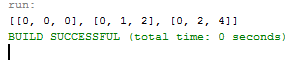 run:
[[0, 0, 0], [0, 1, 2], [0, 2, 4]]
BUILD SUCCESSFUL (total time: 0 seconds)